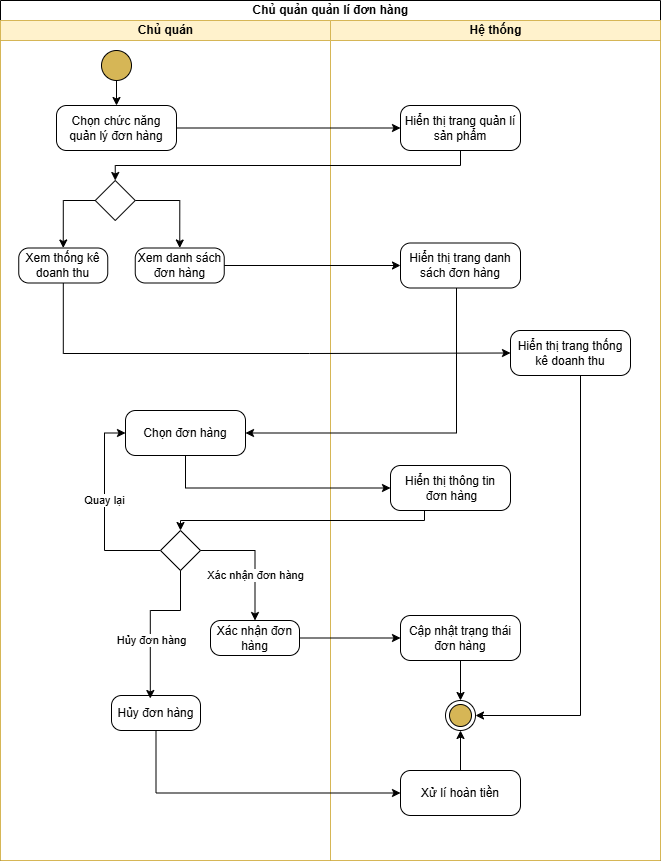 Chủ quản quản lí đơn hàng
Chủ quán
Hệ thống
Chọn chức năng
quản lý đơn hàng
Hiển thị trang quản lí
sản phẩm
Xem thống kê
doanh thu
Xem danh sách
đơn hàng
Hiển thị trang danh
sách đơn hàng
Hiển thị trang thống
kê doanh thu
Chọn đơn hàng
Hiển thị thông tin
đơn hàng
Quay lại
Xác nhận đơn hàng
Hủy đơn hàng
Xác nhận đơn
hàng
Cập nhật trạng thái
đơn hàng
Hủy đơn hàng
Xử lí hoàn tiền